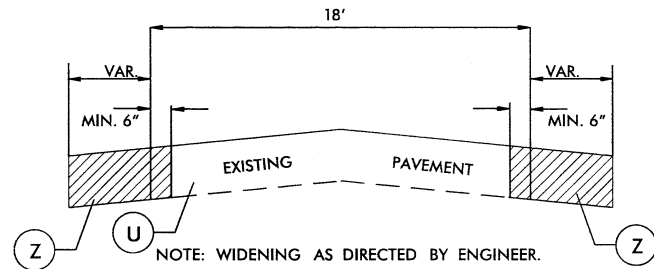 18'
VAR.
VAR.
MIN. 6"
MIN. 6"
EXISTING
PAVEMENT
Z
U
Z
NOTE: WIDENING AS DIRECTED BY ENGINEER.